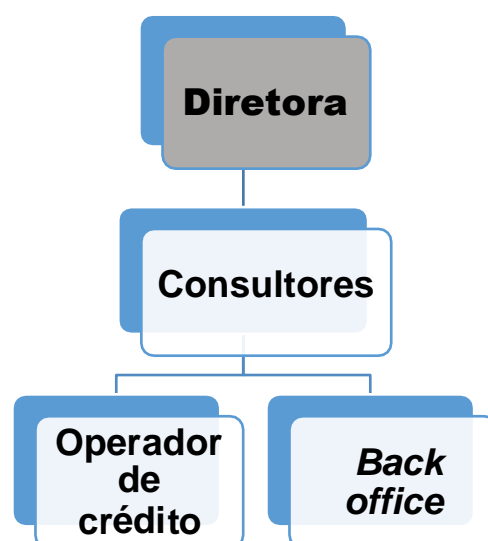 Diretora
Consultores
Operador
de
crédito
Back
office